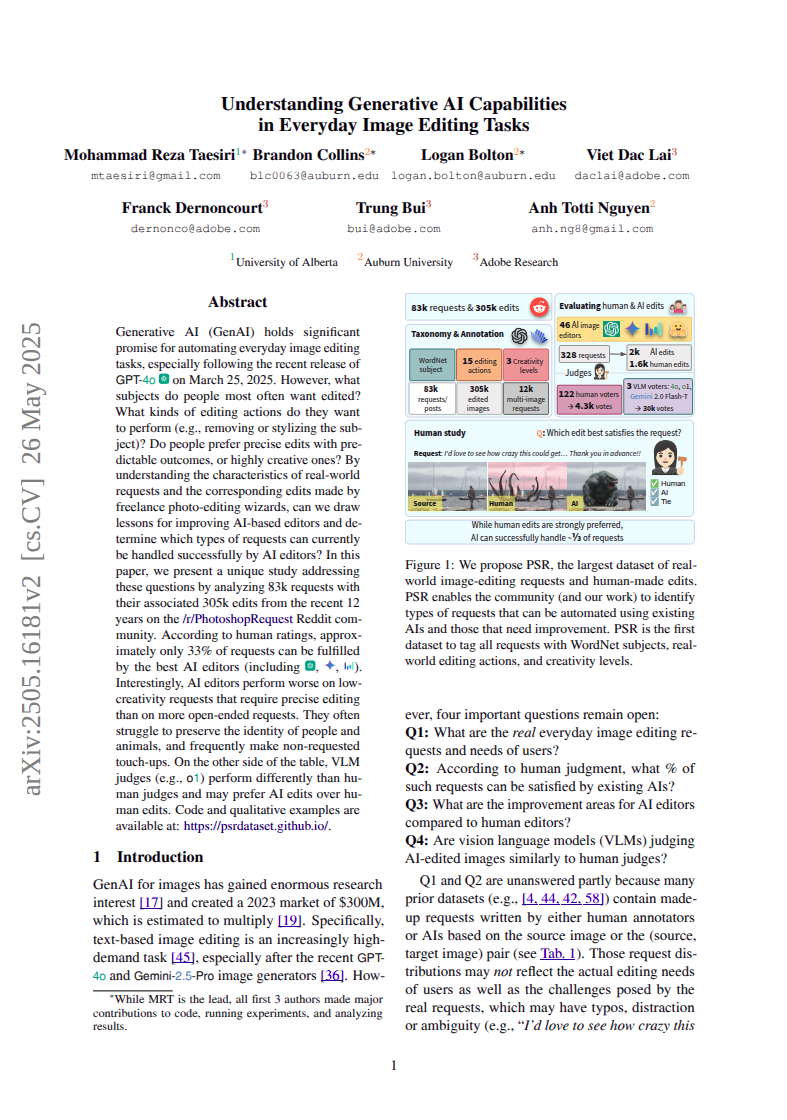 Understanding Generative AI Capabilities
in Everyday Image Editing Tasks
Mohammad Reza Taesiri1* Brandon Collins2* Logan Bolton2* Viet Dac Lai3
mtaesiri@gmail.com blc0063@auburn.edu logan.bolton@auburn.edu daclai@adobe.com
Franck Dernoncourt3 Trung Bui3 Anh Totti Nguyen2
dernonco@adobe.com bui@adobe.com anh.ng8@gmail.com
1University of Alberta 2Auburn University 3Adobe Research
arXiv:2505.16181v2 [cs.CV] 26 May 2025
Abstract
Generative AI (GenAI) holds significant
promise for automating everyday image editing
tasks, especially following the recent release of
GPT-4o on March 25, 2025. However, what
subjects do people most often want edited?
What kinds of editing actions do they want
to perform (e.g., removing or stylizing the sub-
ject)? Do people prefer precise edits with pre-
dictable outcomes, or highly creative ones? By
understanding the characteristics of real-world
requests and the corresponding edits made by
freelance photo-editing wizards, can we draw
lessons for improving AI-based editors and de-
termine which types of requests can currently
be handled successfully by AI editors? In this
paper, we present a unique study addressing
these questions by analyzing 83k requests with
their associated 305k edits from the recent 12
years on the /r/PhotoshopRequest Reddit com-
munity. According to human ratings, approx-
imately only 33% of requests can be fulfilled
by the best AI editors (including , , ).
Interestingly, AI editors perform worse on low-
creativity requests that require precise editing
than on more open-ended requests. They often
struggle to preserve the identity of people and
animals, and frequently make non-requested
touch-ups. On the other side of the table, VLM
judges (e.g., o1) perform differently than hu-
man judges and may prefer AI edits over hu-
man edits. Code and qualitative examples are
available at: https://psrdataset.github.io/.
1 Introduction
GenAI for images has gained enormous research
interest [17] and created a 2023 market of $300M,
which is estimated to multiply [19]. Specifically,
text-based image editing is an increasingly high-
demand task [45], especially after the recent GPT-
4o and Gemini-2.5-Pro image generators [36]. How-
*While MRT is the lead, all first 3 authors made major
contributions to code, running experiments, and analyzing
results.
83k requests & 305k edits
Taxonomy & Annotation
WordNet
subject
15 editing
actions
3 Creativity
levels
83k
requests/
posts
305k
edited
images
12k
multi-image
requests
Evaluating human & AI edits
46 AI image
editors
328 requests
2k AI edits
1.6k human edits
Judges
122 human voters
→ 4.3k votes
3 VLM voters: 4o, o1,
Gemini 2.0 Flash-T
→ 30k votes
Human study
Q: Which edit best satisfies the request?
Request: I'd love to see how crazy this could get... Thank you in advance!!
Source
Human
AI
Human
AI
Tie
While human edits are strongly preferred,
AI can successfully handle ~⅓ of requests
Figure 1: We propose PSR, the largest dataset of real-
world image-editing requests and human-made edits.
PSR enables the community (and our work) to identify
types of requests that can be automated using existing
AIs and those that need improvement. PSR is the first
dataset to tag all requests with WordNet subjects, real-
world editing actions, and creativity levels.
ever, four important questions remain open:
Q1: What are the real everyday image editing re-
quests and needs of users?
Q2: According to human judgment, what % of
such requests can be satisfied by existing AIs?
Q3: What are the improvement areas for AI editors
compared to human editors?
Q4: Are vision language models (VLMs) judging
AI-edited images similarly to human judges?
Q1 and Q2 are unanswered partly because many
prior datasets (e.g., [4, 44, 42, 58]) contain made-
up requests written by either human annotators
or AIs based on the source image or the (source,
target image) pair (see Tab. 1). Those request dis-
tributions may not reflect the actual editing needs
of users as well as the challenges posed by the
real requests, which may have typos, distraction
or ambiguity (e.g., “I'd love to see how crazy this
1